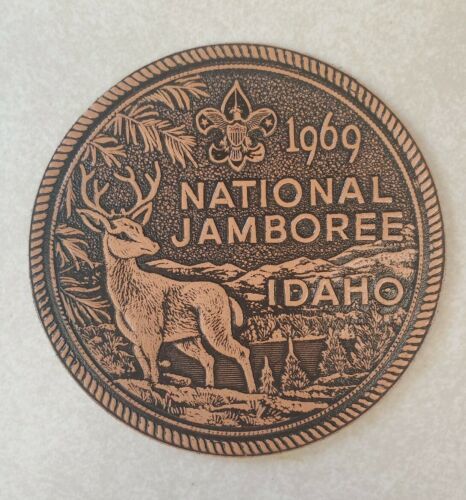 1969
NATIONAL
JAMBOREE
IDAHO